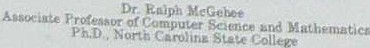 Dr. Ralph McGehee
Associate Professor of Computer Science and Mathematics
Ph.D., North Carolina State College